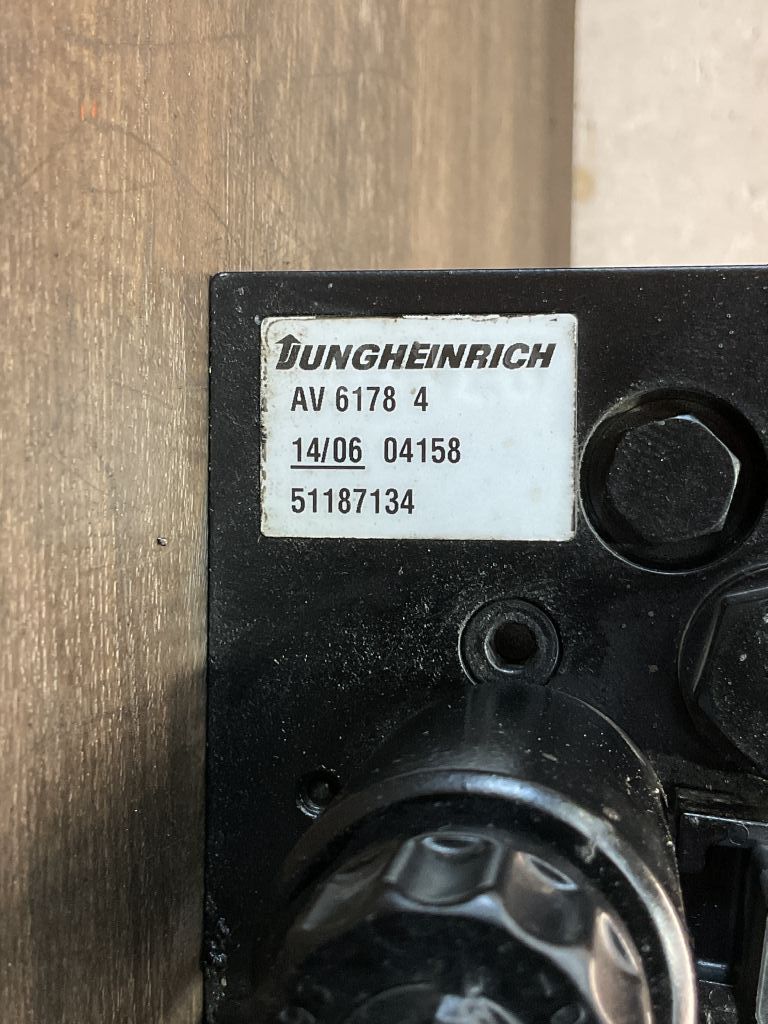 JUNGHEINRICH
AV 6178 4
14/06 04158
51187134